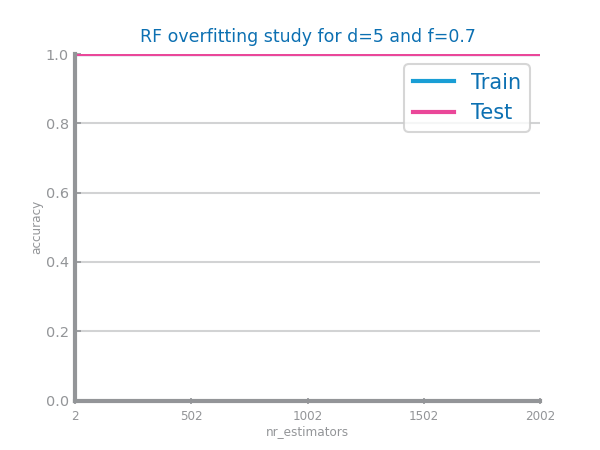 RF overfitting study for d=5 and f=0.7
1.0
Train
Test
0.8
0.6
accuracy
0.4
0.2
0.0
2 502 1002 1502 2002
nr_estimators